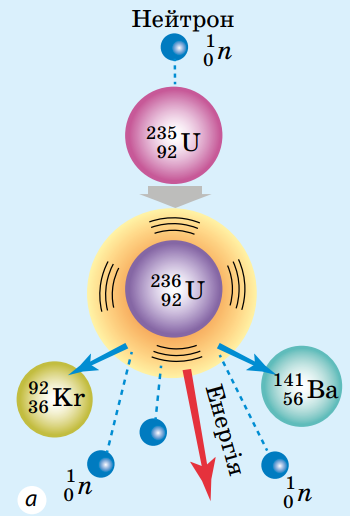 Нейтрон
¹₀n
²³⁵₉₂U
²³⁶₉₂U
⁹²₃₆Kr
¹⁴¹₅₆Ba
Енергія
¹₀n
¹₀n
а